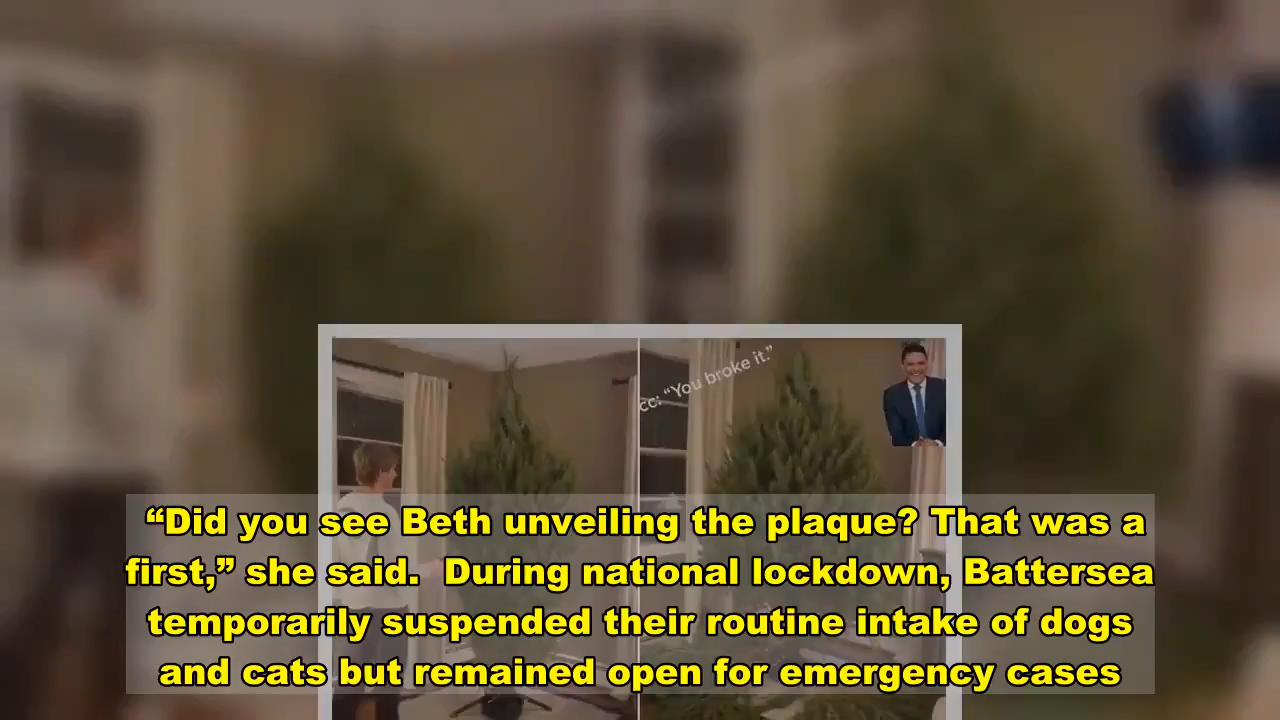 cc: “You broke it.”
“Did you see Beth unveiling the plaque? That was a
first,” she said.  During national lockdown, Battersea
temporarily suspended their routine intake of dogs
and cats but remained open for emergency cases